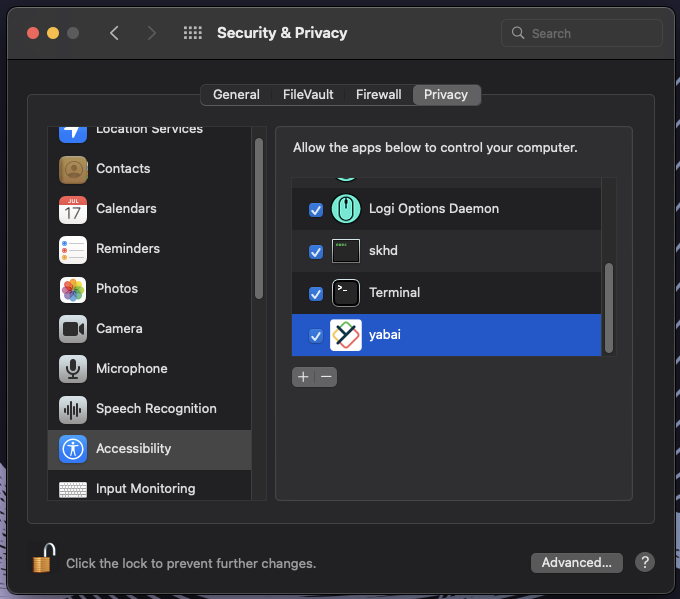 Security & Privacy
Search
General
FileVault
Firewall
Privacy
Location Services
Contacts
JUL
17
Calendars
Reminders
Photos
Camera
Microphone
Speech Recognition
Accessibility
Input Monitoring
Allow the apps below to control your computer.
Logi Options Daemon
skhd
>_
Terminal
yabai
+
−
Click the lock to prevent further changes.
Advanced...
?